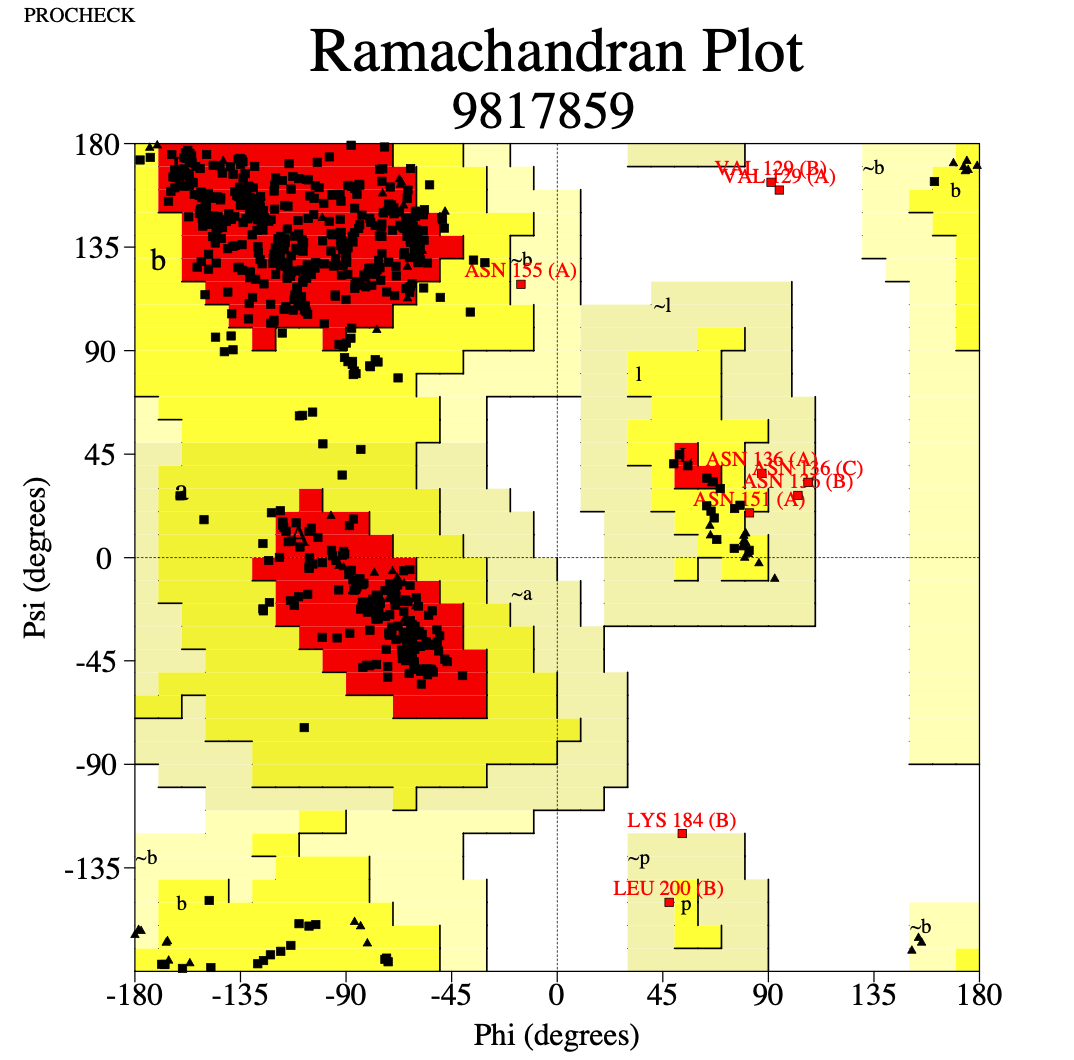 PROCHECK
Ramachandran Plot
9817859
180
135
90
45
0
-45
-90
-135
Psi (degrees)
VAL 129 (B)
VAL 129 (A)
~b
b
b
~b
ASN 155 (A)
~l
l
ASN 136 (A)
ASN 136 (C)
ASN 136 (B)
ASN 151 (A)
a
A
~a
LYS 184 (B)
~b
~p
LEU 200 (B)
b
p
~b
-180
-135
-90
-45
0
45
90
135
180
Phi (degrees)